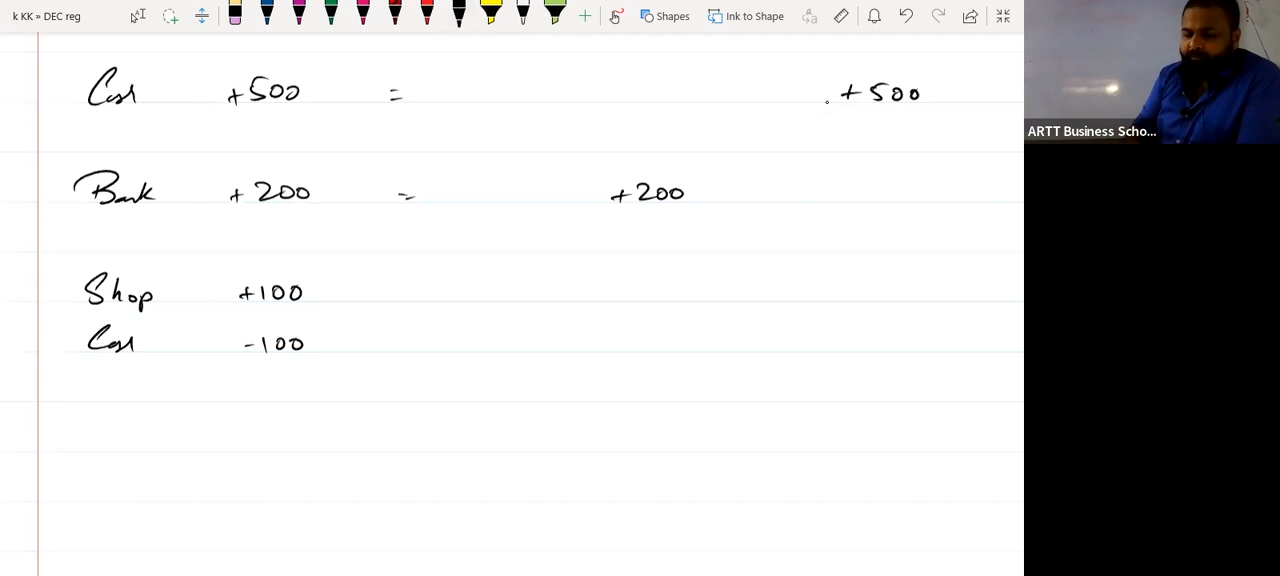 k KK » DEC reg Shapes Ink to Shape
Cash +500 = +500
ARTT Business Scho...
Bank +200 = +200
Shop +100
Cash -100